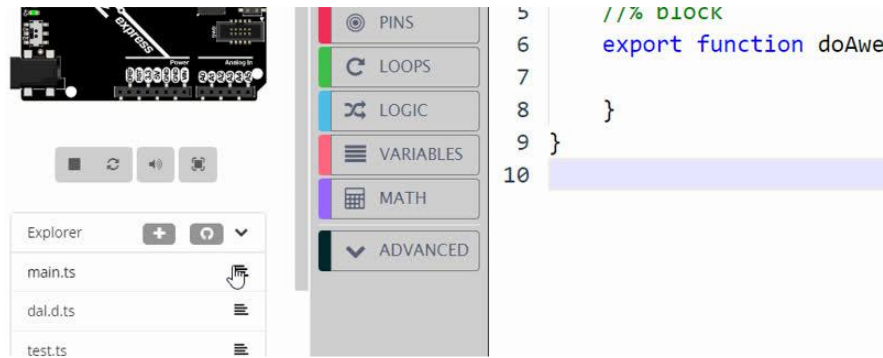 express
Power
Analog In
Explorer
main.ts
dal.d.ts
test.ts
PINS
LOOPS
LOGIC
VARIABLES
MATH
ADVANCED
5 //% block
6 export function doAwe
7
8 }
9 }
10